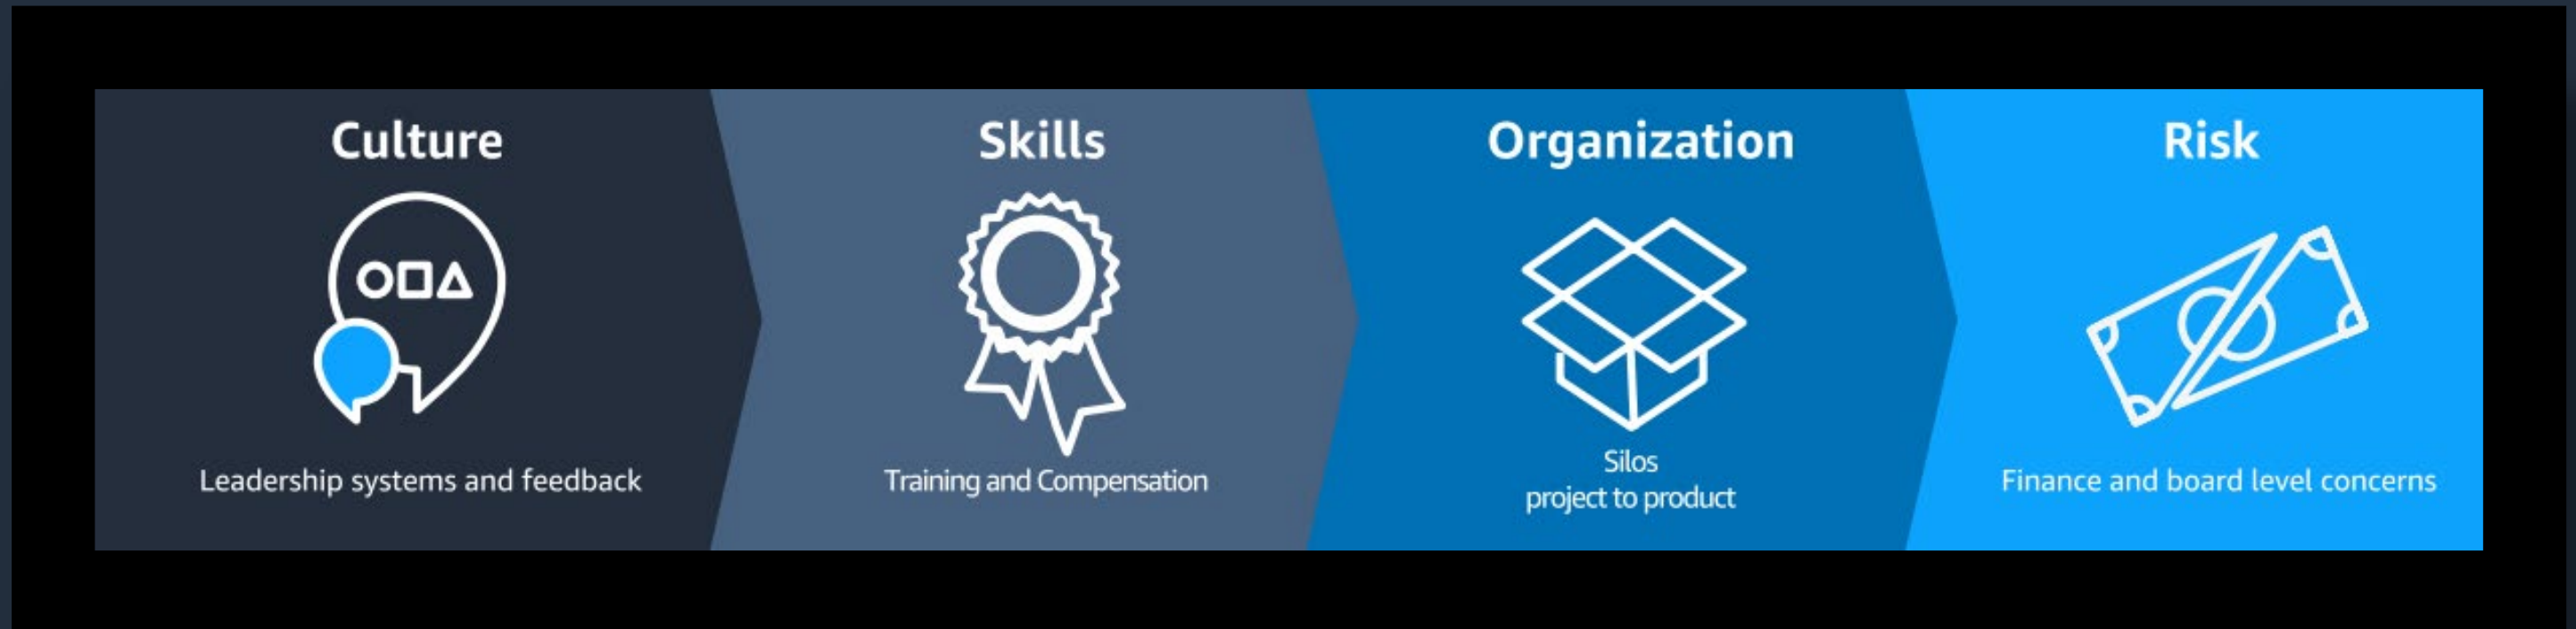 Culture
Leadership systems and feedback
Skills
Training and Compensation
Organization
Silos
project to product
Risk
Finance and board level concerns